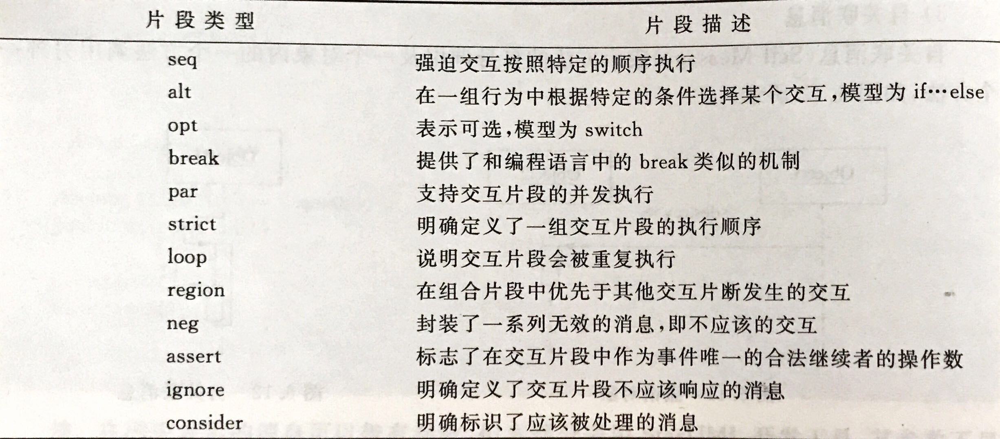 片段类型 片段描述
seq 强迫交互按照特定的顺序执行
alt 在一组行为中根据特定的条件选择某个交互,模型为 if…else
opt 表示可选,模型为 switch
break 提供了和编程语言中的 break 类似的机制
par 支持交互片段的并发执行
strict 明确定义了一组交互片段的执行顺序
loop 说明交互片段会被重复执行
region 在组合片段中优先于其他交互片断发生的交互
neg 封装了一系列无效的消息,即不应该的交互
assert 标志了在交互片段中作为事件唯一的合法继续者的操作数
ignore 明确定义了交互片段不应该响应的消息
consider 明确标识了应该被处理的消息